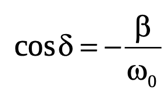 cos δ = − β / ω₀